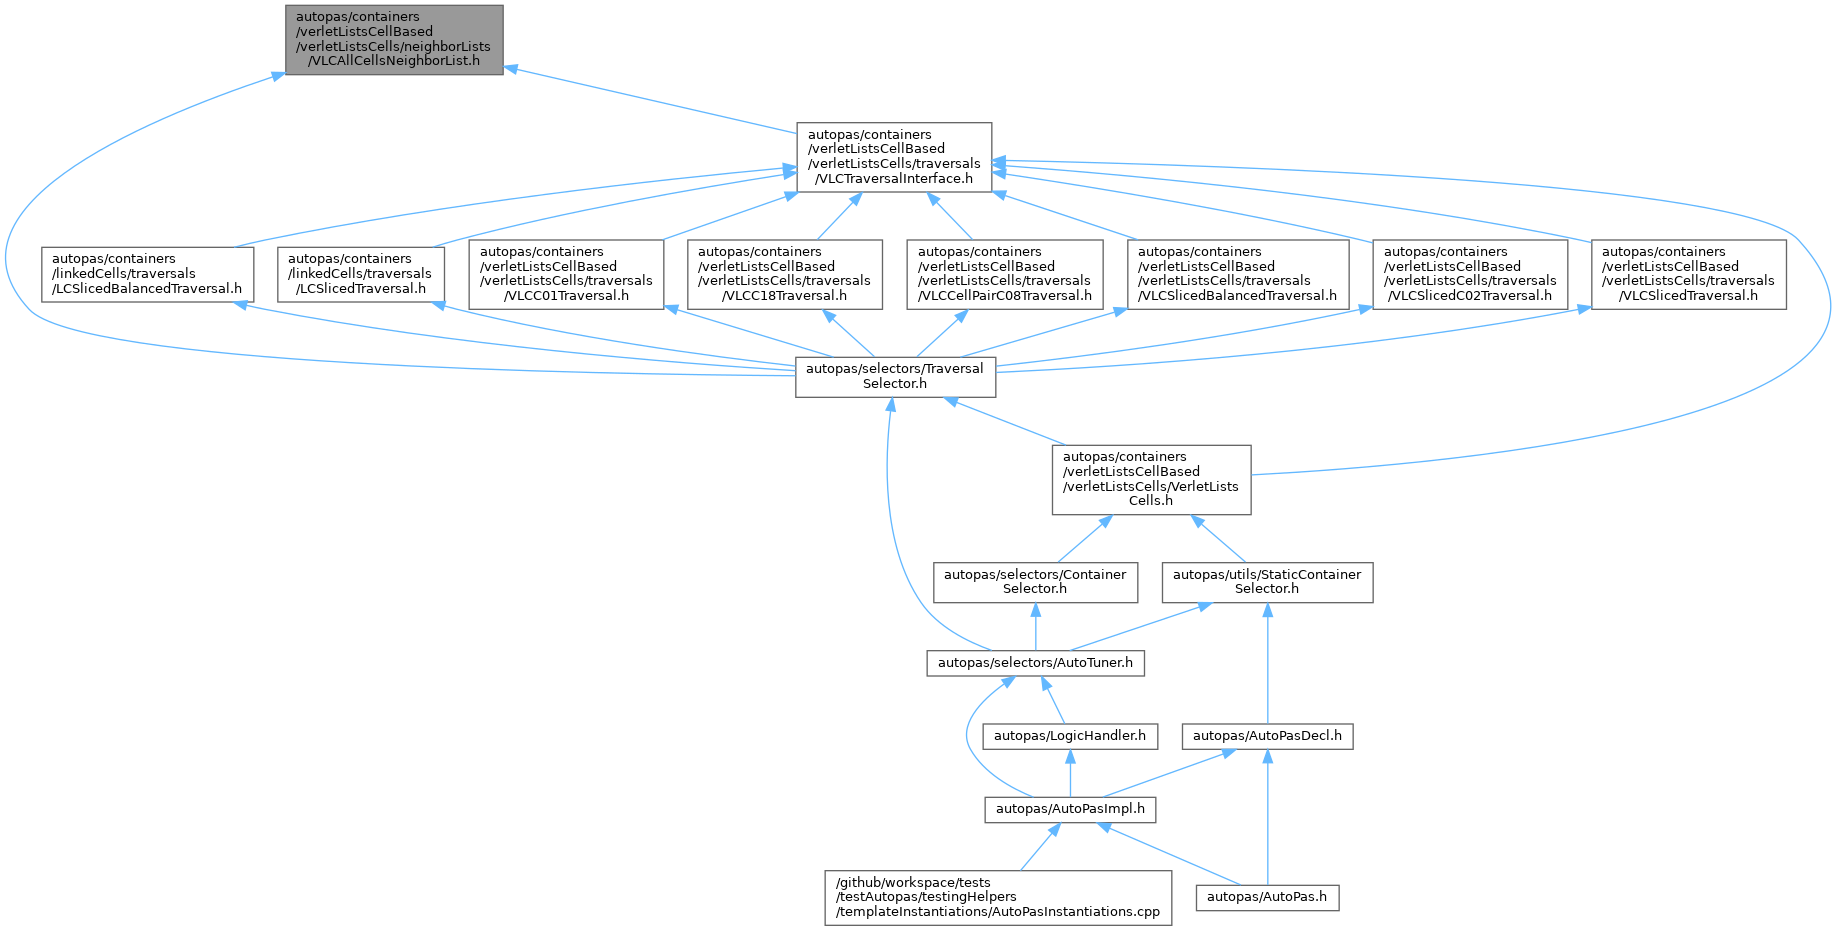 autopas/containers
/verletListsCellBased
/verletListsCells/neighborLists
/VLCAllCellsNeighborList.h
autopas/containers
/verletListsCellBased
/verletListsCells/traversals
/VLCTraversalInterface.h
autopas/containers
/linkedCells/traversals
/LCSlicedBalancedTraversal.h
autopas/containers
/linkedCells/traversals
/LCSlicedTraversal.h
autopas/containers
/verletListsCellBased
/verletListsCells/traversals
/VLCC01Traversal.h
autopas/containers
/verletListsCellBased
/verletListsCells/traversals
/VLCC18Traversal.h
autopas/containers
/verletListsCellBased
/verletListsCells/traversals
/VLCCellPairC08Traversal.h
autopas/containers
/verletListsCellBased
/verletListsCells/traversals
/VLCSlicedBalancedTraversal.h
autopas/containers
/verletListsCellBased
/verletListsCells/traversals
/VLCSlicedC02Traversal.h
autopas/containers
/verletListsCellBased
/verletListsCells/traversals
/VLCSlicedTraversal.h
autopas/selectors/Traversal
Selector.h
autopas/containers
/verletListsCellBased
/verletListsCells/VerletLists
Cells.h
autopas/selectors/Container
Selector.h
autopas/utils/StaticContainer
Selector.h
autopas/selectors/AutoTuner.h
autopas/LogicHandler.h
autopas/AutoPasDecl.h
autopas/AutoPasImpl.h
/github/workspace/tests
/testAutopas/testingHelpers
/templateInstantiations/AutoPasInstantiations.cpp
autopas/AutoPas.h